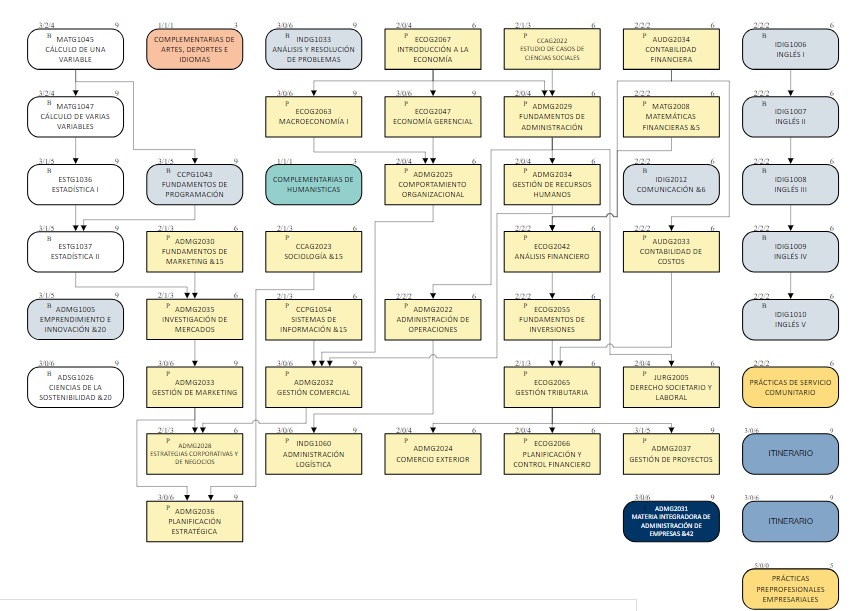 3/2/4 9
B MATG1045
CÁLCULO DE UNA
VARIABLE
1/1/1 3
COMPLEMENTARIAS DE
ARTES, DEPORTES E
IDIOMAS
3/0/6 9
B INDG1033
ANÁLISIS Y RESOLUCIÓN
DE PROBLEMAS
2/0/4 6
P ECOG2067
INTRODUCCIÓN A LA
ECONOMÍA
2/1/3 6
P CCAG2022
ESTUDIO DE CASOS DE
CIENCIAS SOCIALES
2/2/2 6
P AUDG2034
CONTABILIDAD
FINANCIERA
2/2/2 6
B IDIG1006
INGLÉS I
3/2/4 9
B MATG1047
CÁLCULO DE VARIAS
VARIABLES
3/0/6 9
P
ECOG2063
MACROECONOMÍA I
3/0/6 9
P
ECOG2047
ECONOMÍA GERENCIAL
2/0/4 6
P ADMG2029
FUNDAMENTOS DE
ADMINISTRACIÓN
2/2/2 6
P MATG2008
MATEMÁTICAS
FINANCIERAS &5
2/2/2 6
B IDIG1007
INGLÉS II
3/1/5 9
B
ESTG1036
ESTADÍSTICA I
3/1/5 9
B CCPG1043
FUNDAMENTOS DE
PROGRAMACIÓN
1/1/1 3
COMPLEMENTARIAS DE
HUMANISTICAS
2/0/4 6
P ADMG2025
COMPORTAMIENTO
ORGANIZACIONAL
2/0/4 6
P ADMG2034
GESTIÓN DE RECURSOS
HUMANOS
2/2/2 6
B IDIG2012
COMUNICACIÓN &6
2/2/2 6
B IDIG1008
INGLÉS III
3/1/5 9
B
ESTG1037
ESTADÍSTICA II
2/1/3 6
P ADMG2030
FUNDAMENTOS DE
MARKETING &15
2/1/3 6
P
CCAG2023
SOCIOLOGÍA &15
2/2/2 6
P
ECOG2042
ANÁLISIS FINANCIERO
2/2/2 6
P AUDG2033
CONTABILIDAD DE
COSTOS
2/2/2 6
B IDIG1009
INGLÉS IV
3/1/5 9
B ADMG1005
EMPRENDIMIENTO E
INNOVACIÓN &20
2/1/3 6
P ADMG2035
INVESTIGACIÓN DE
MERCADOS
2/1/3 6
P CCPG1054
SISTEMAS DE
INFORMACIÓN &15
2/2/2 6
P ADMG2022
ADMINISTRACIÓN DE
OPERACIONES
2/2/2 6
P ECOG2055
FUNDAMENTOS DE
INVERSIONES
2/2/2 6
B IDIG1010
INGLÉS V
3/0/6 9
B
ADSG1026
CIENCIAS DE LA
SOSTENIBILIDAD &20
3/0/6 9
P
ADMG2033
GESTIÓN DE MARKETING
3/0/6 9
P
ADMG2032
GESTIÓN COMERCIAL
2/1/3 6
P
ECOG2065
GESTIÓN TRIBUTARIA
2/0/4 6
P JURG2005
DERECHO SOCIETARIO Y
LABORAL
2/2/2 6
PRÁCTICAS DE SERVICIO
COMUNITARIO
2/1/3 6
P
ADMG2028
ESTRATEGIAS CORPORATIVAS Y
DE NEGOCIOS
3/0/6 9
P INDG1060
ADMINISTRACIÓN
LOGÍSTICA
2/0/4 6
P
ADMG2024
COMERCIO EXTERIOR
2/0/4 6
P ECOG2066
PLANIFICACIÓN Y
CONTROL FINANCIERO
3/1/5 9
P
ADMG2037
GESTIÓN DE PROYECTOS
3/0/6 9
ITINERARIO
3/0/6 9
P ADMG2036
PLANIFICACIÓN
ESTRATÉGICA
3/0/6 9
ADMG2031
MATERIA INTEGRADORA DE
ADMINISTRACIÓN DE
EMPRESAS &42
3/0/6 9
ITINERARIO
5/0/0 5
PRÁCTICAS
PREPROFESIONALES
EMPRESARIALES